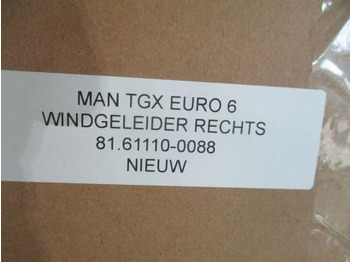 MAN TGX EURO 6
WINDGELEIDER RECHTS
81.61110-0088
NIEUW